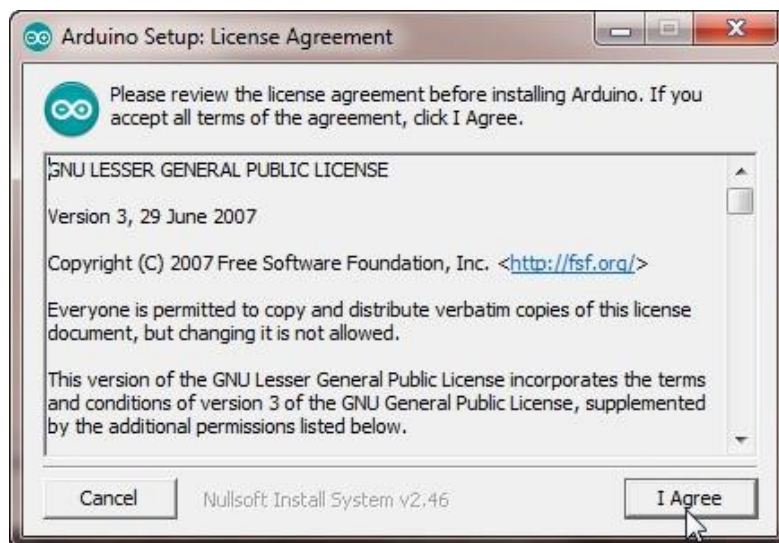 Arduino Setup: License Agreement
Please review the license agreement before installing Arduino. If you
accept all terms of the agreement, click I Agree.
GNU LESSER GENERAL PUBLIC LICENSE
Version 3, 29 June 2007
Copyright (C) 2007 Free Software Foundation, Inc. <http://fsf.org/>
Everyone is permitted to copy and distribute verbatim copies of this license
document, but changing it is not allowed.
This version of the GNU Lesser General Public License incorporates the terms
and conditions of version 3 of the GNU General Public License, supplemented
by the additional permissions listed below.
Cancel
Nullsoft Install System v2.46
I Agree